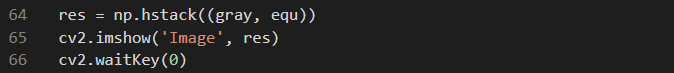 64 res = np.hstack((gray, equ))
65 cv2.imshow('Image', res)
66 cv2.waitKey(0)